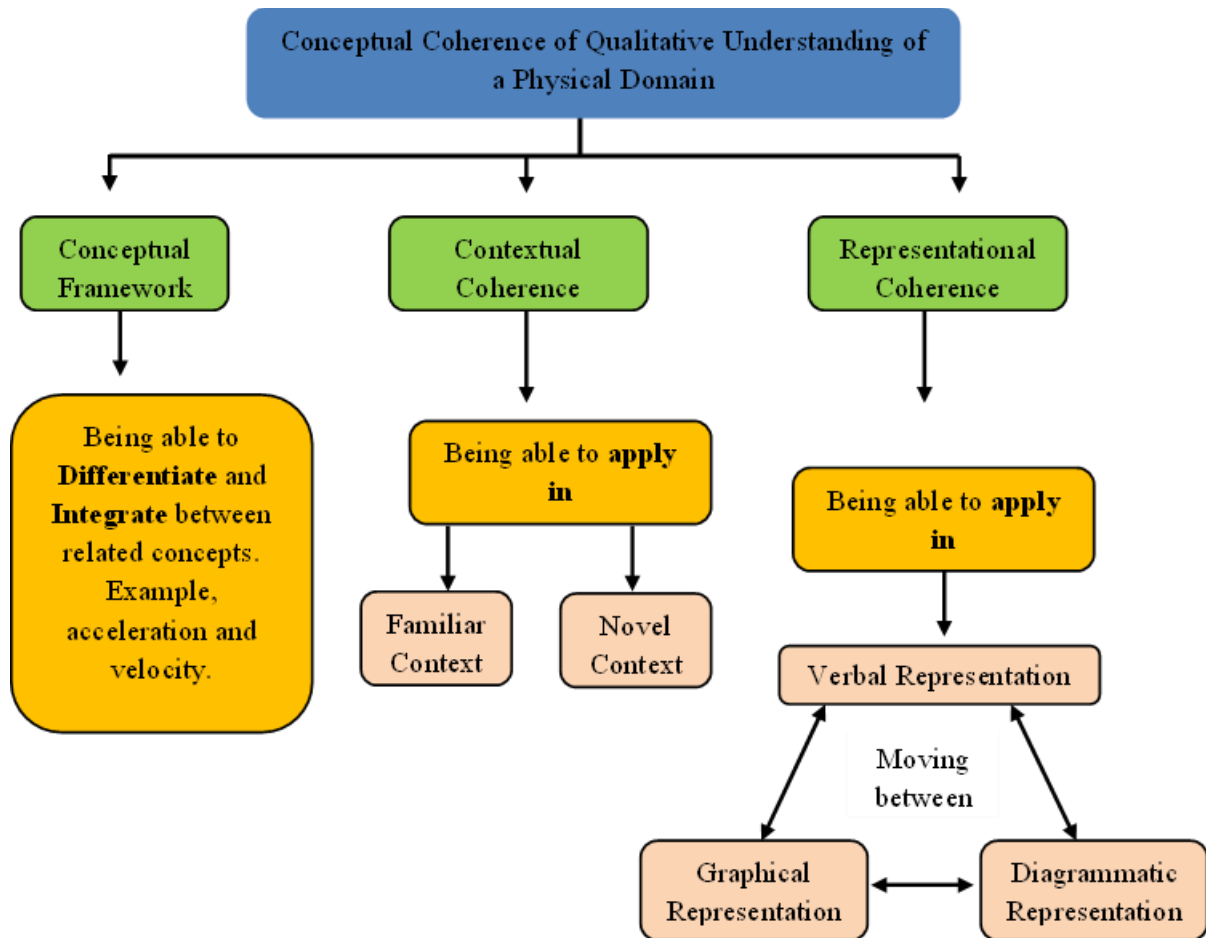 Conceptual Coherence of Qualitative Understanding of
a Physical Domain
Conceptual
Framework
Contextual
Coherence
Representational
Coherence
Being able to
Differentiate and
Integrate between
related concepts.
Example,
acceleration and
velocity.
Being able to apply
in
Familiar
Context
Novel
Context
Being able to apply
in
Verbal Representation
Moving
between
Graphical
Representation
Diagrammatic
Representation